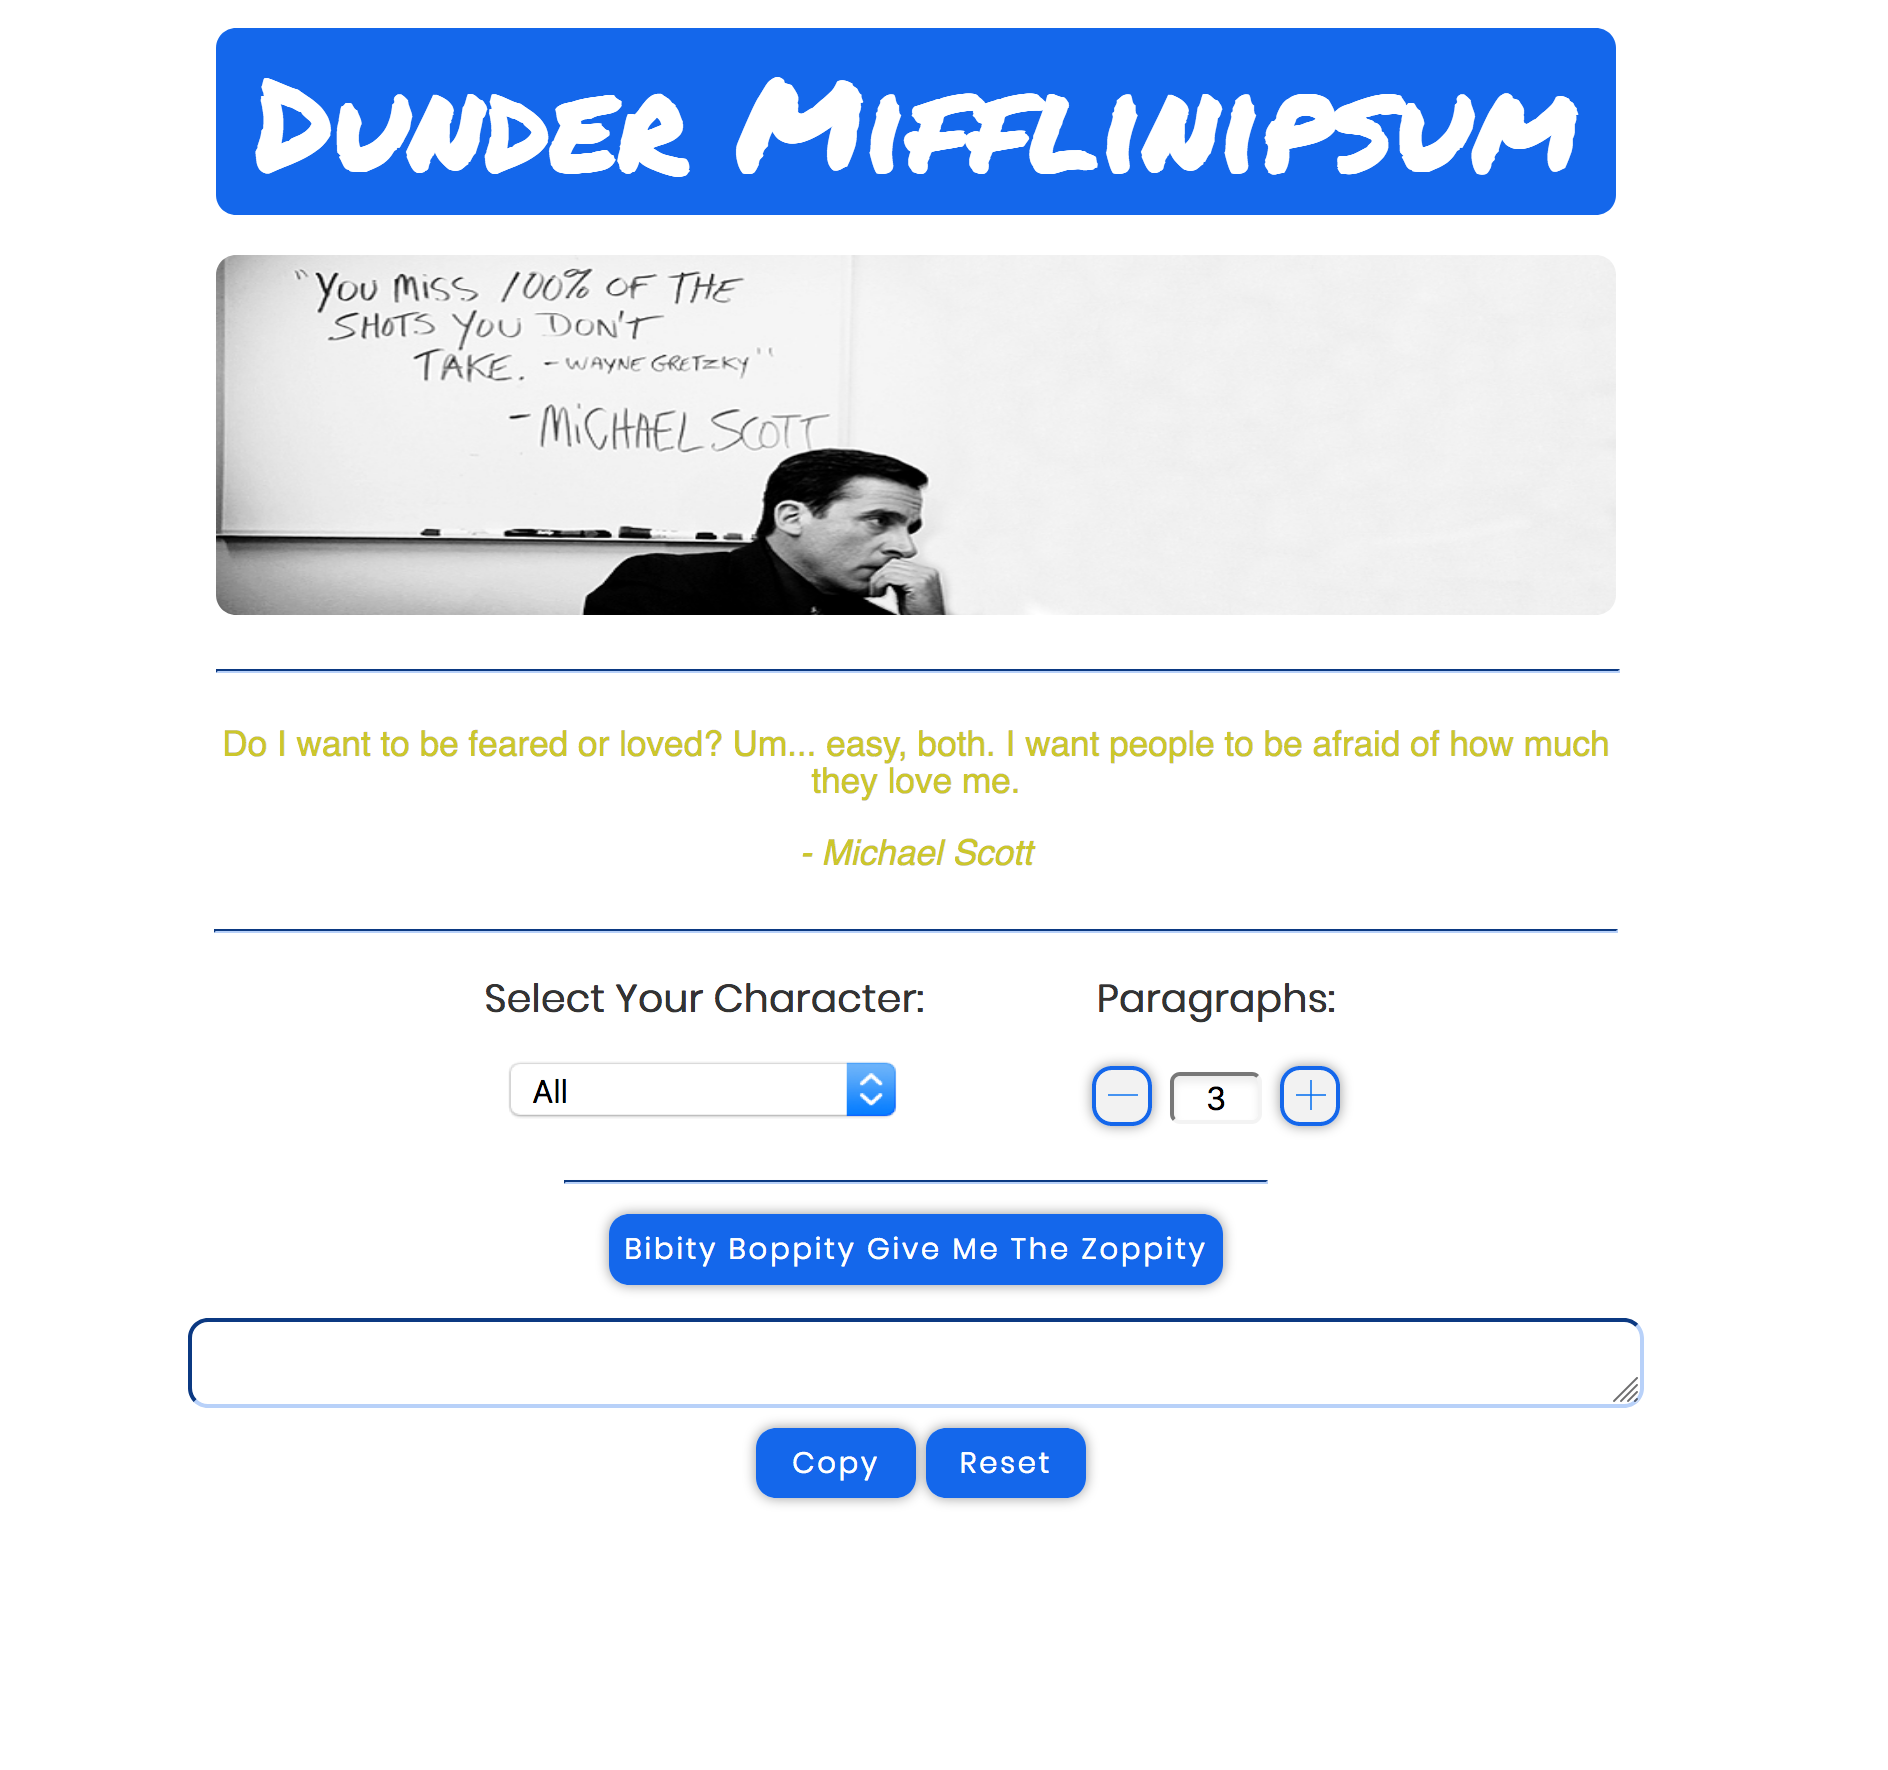 Dunder Mifflinipsum
"You miss 100% of the
shots you don't
take. - Wayne Gretzky"
- Michael Scott
Do I want to be feared or loved? Um... easy, both. I want people to be afraid of how much
they love me.
- Michael Scott
Select Your Character:
Paragraphs:
All
3
Bibity Boppity Give Me The Zoppity
Copy
Reset